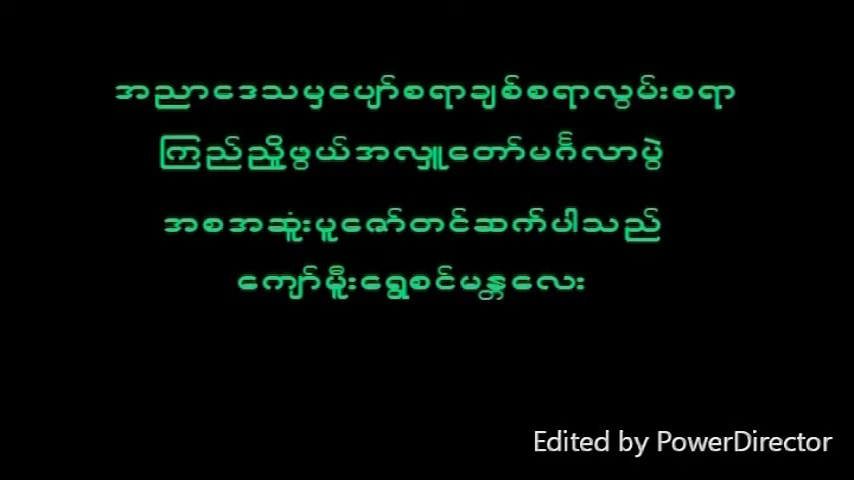 အညာဒေသမှပျော်စရာချစ်စရာလွမ်းစရာ
ကြည်ညှို့ဖွယ်အလှူတော်မင်္ဂလာပွဲ
အစအဆူံးပူဇော်တင်ဆက်ပါသည်
ကျော်မှီုးရွှေစင်မန္တလေး
Edited by PowerDirector